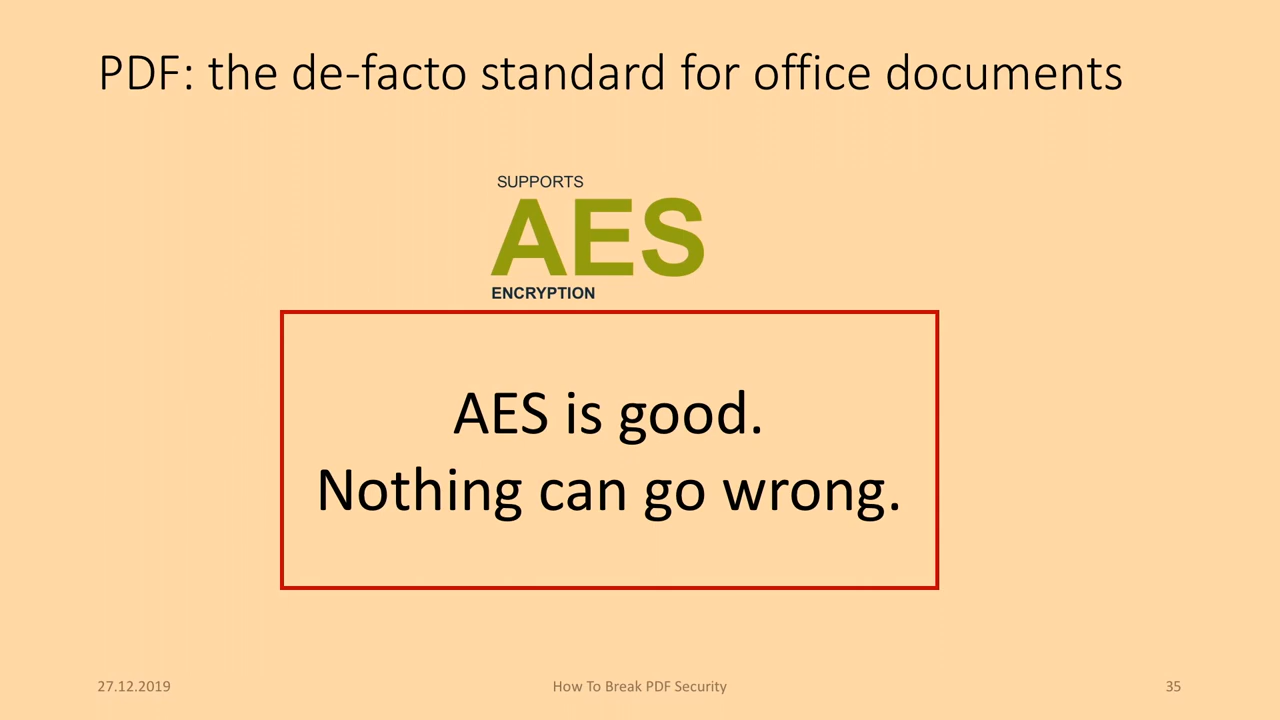 PDF: the de-facto standard for office documents
SUPPORTS
AES
ENCRYPTION
AES is good.
Nothing can go wrong.
27.12.2019
How To Break PDF Security
35